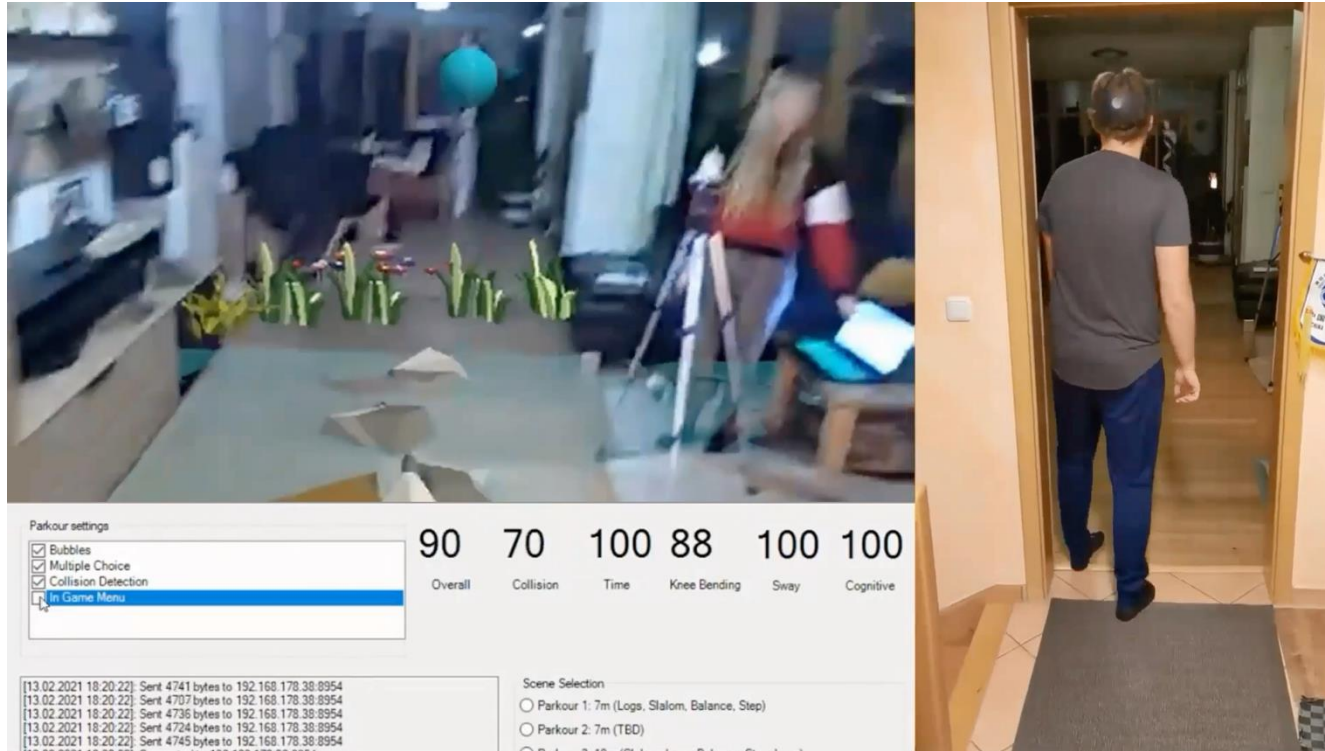 Parkour settings
Bubbles
Multiple Choice
Collision Detection
In Game Menu
90 70 100 88 100 100
Overall Collision Time Knee Bending Sway Cognitive
[13.02.2021 18:20:22]: Sent 4741 bytes to 192.168.178.38:8954
[13.02.2021 18:20:22]: Sent 4707 bytes to 192.168.178.38:8954
[13.02.2021 18:20:22]: Sent 4736 bytes to 192.168.178.38:8954
[13.02.2021 18:20:22]: Sent 4724 bytes to 192.168.178.38:8954
[13.02.2021 18:20:22]: Sent 4745 bytes to 192.168.178.38:8954
Scene Selection
Parkour 1: 7m (Logs, Slalom, Balance, Step)
Parkour 2: 7m (TBD)